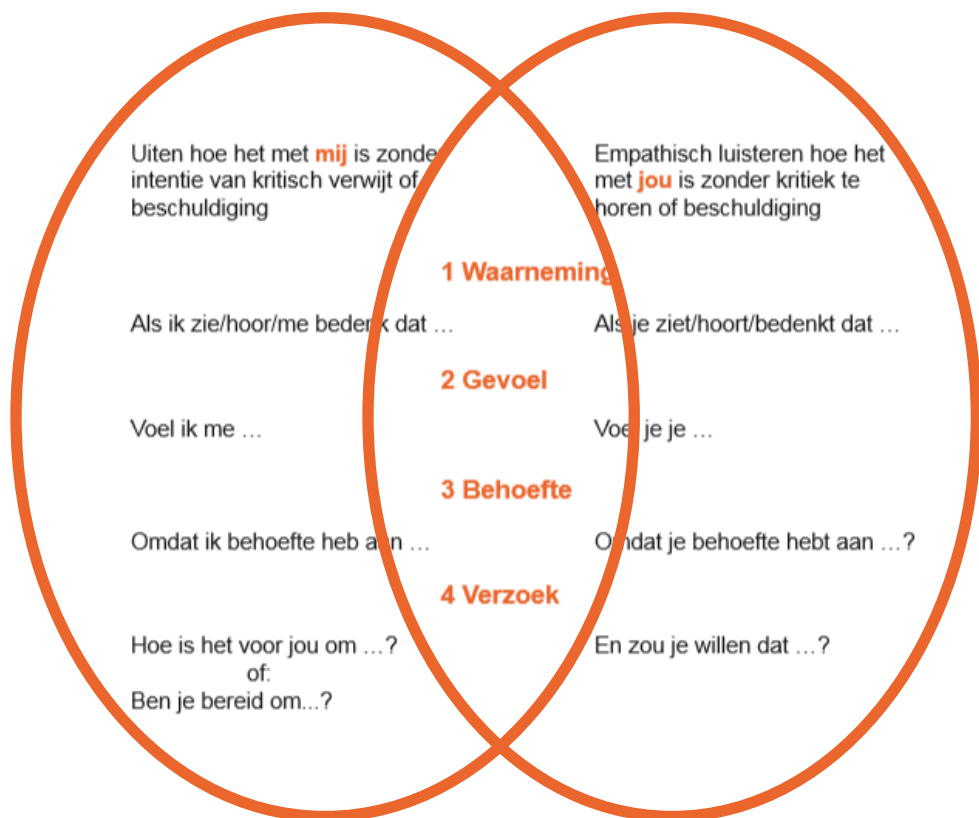 Uiten hoe het met mij is zonder
intentie van kritisch verwijt of
beschuldiging
Empathisch luisteren hoe het
met jou is zonder kritiek te
horen of beschuldiging
1 Waarneming
Als ik zie/hoor/me bedenk dat …
Als je ziet/hoort/bedenkt dat …
2 Gevoel
Voel ik me …
Voel je je …
3 Behoefte
Omdat ik behoefte heb aan …
Omdat je behoefte hebt aan …?
4 Verzoek
Hoe is het voor jou om …?
of:
Ben je bereid om...?
En zou je willen dat …?